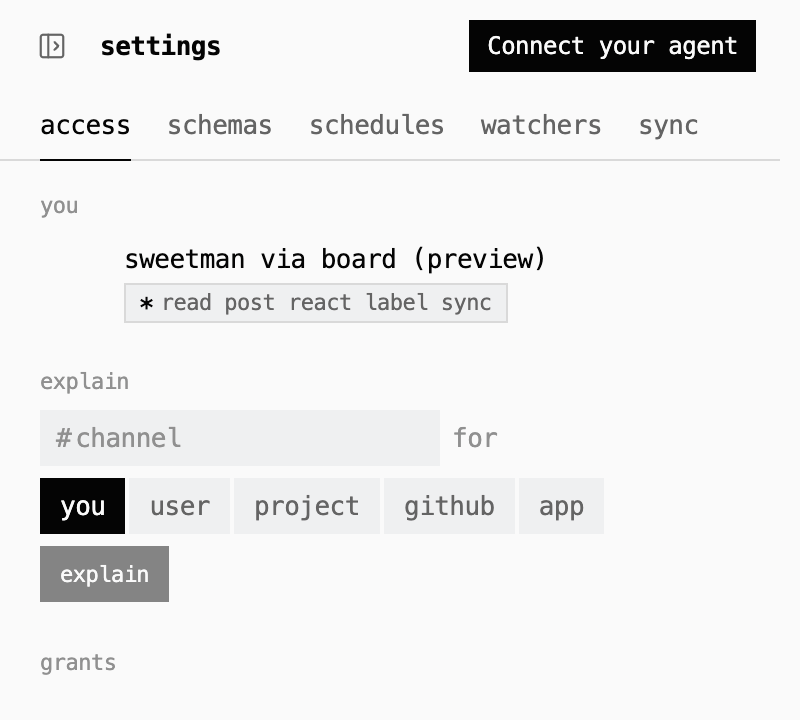 settings
Connect your agent
access schemas schedules watchers sync
you
sweetman via board (preview)
* read post react label sync
explain
#channel for
you user project github app
explain
grants